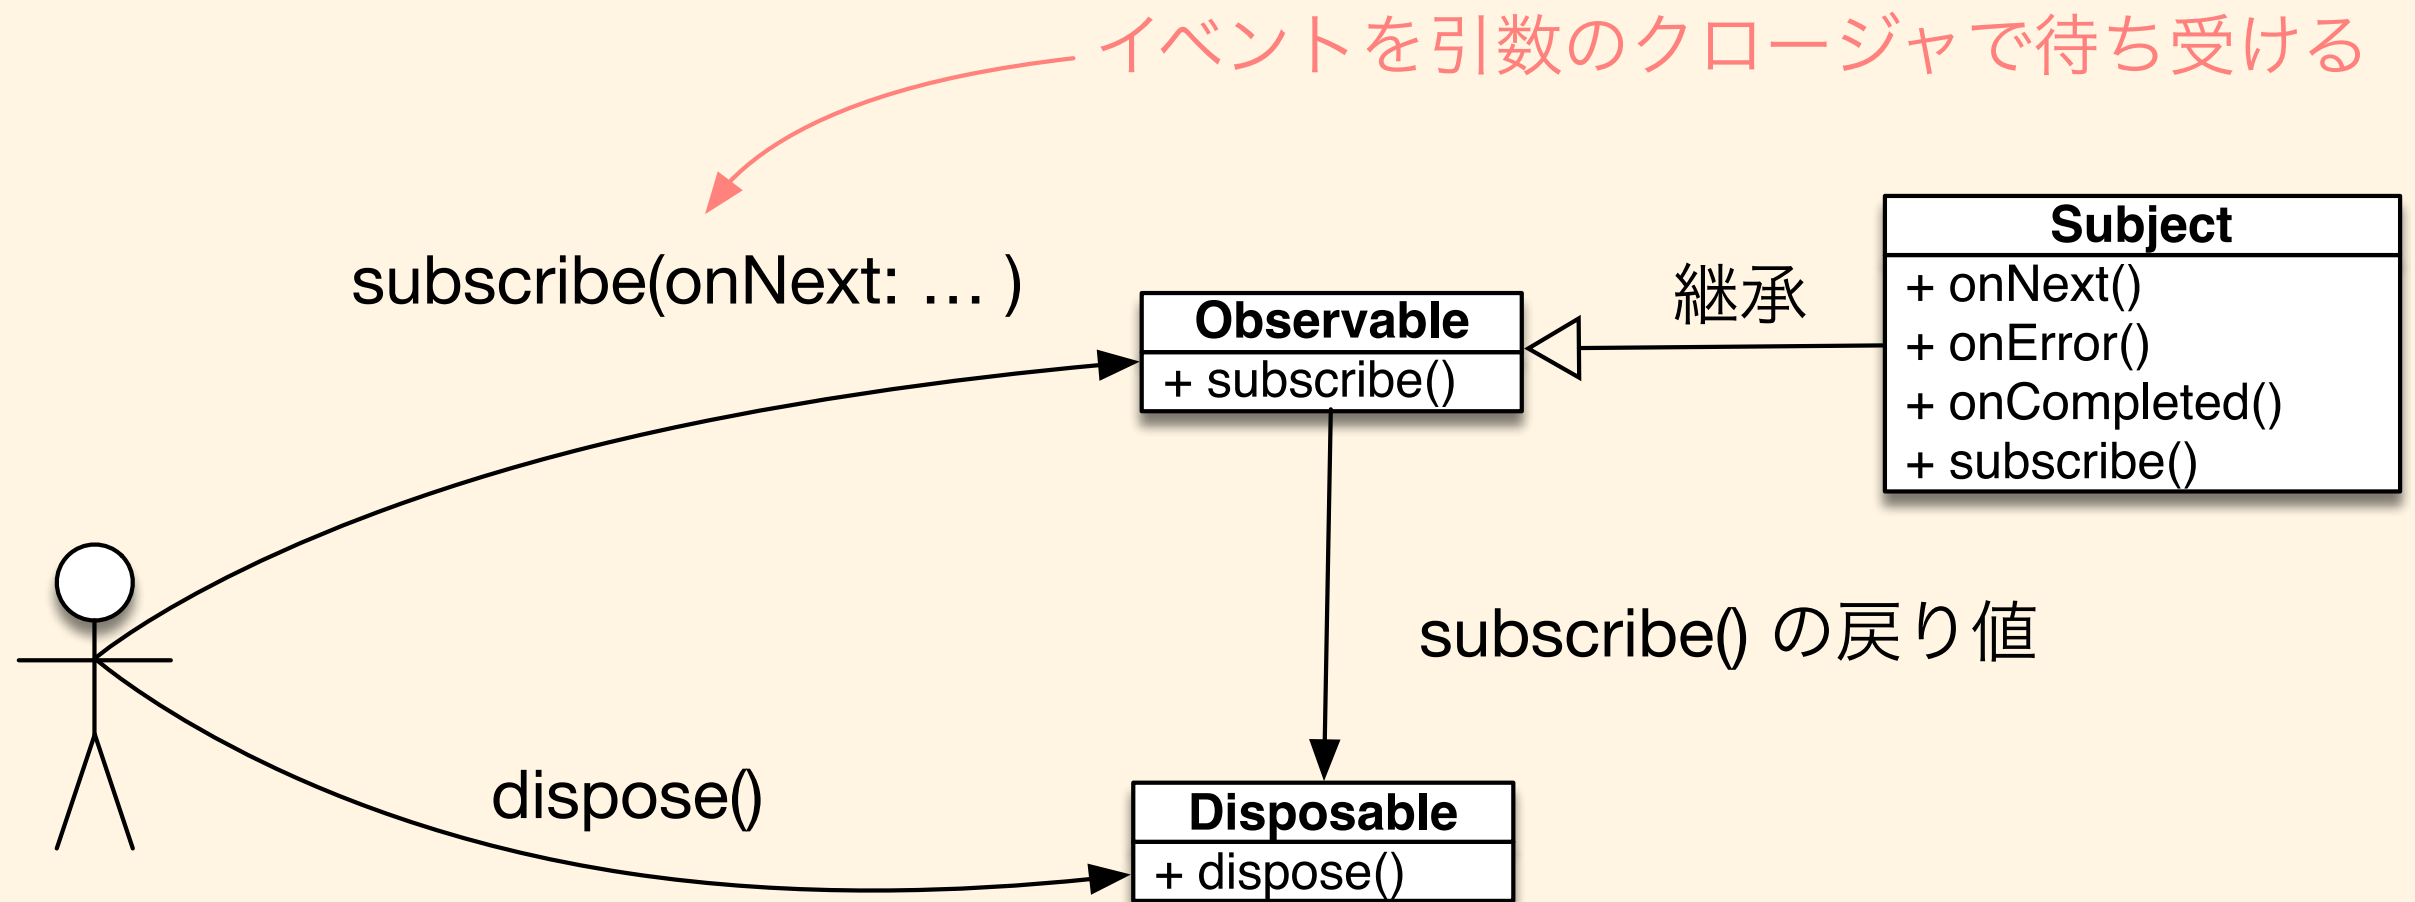 イベントを引数のクロージャで待ち受ける
subscribe(onNext: … )
Observable
+ subscribe()
継承
Subject
+ onNext()
+ onError()
+ onCompleted()
+ subscribe()
subscribe() の戻り値
dispose()
Disposable
+ dispose()